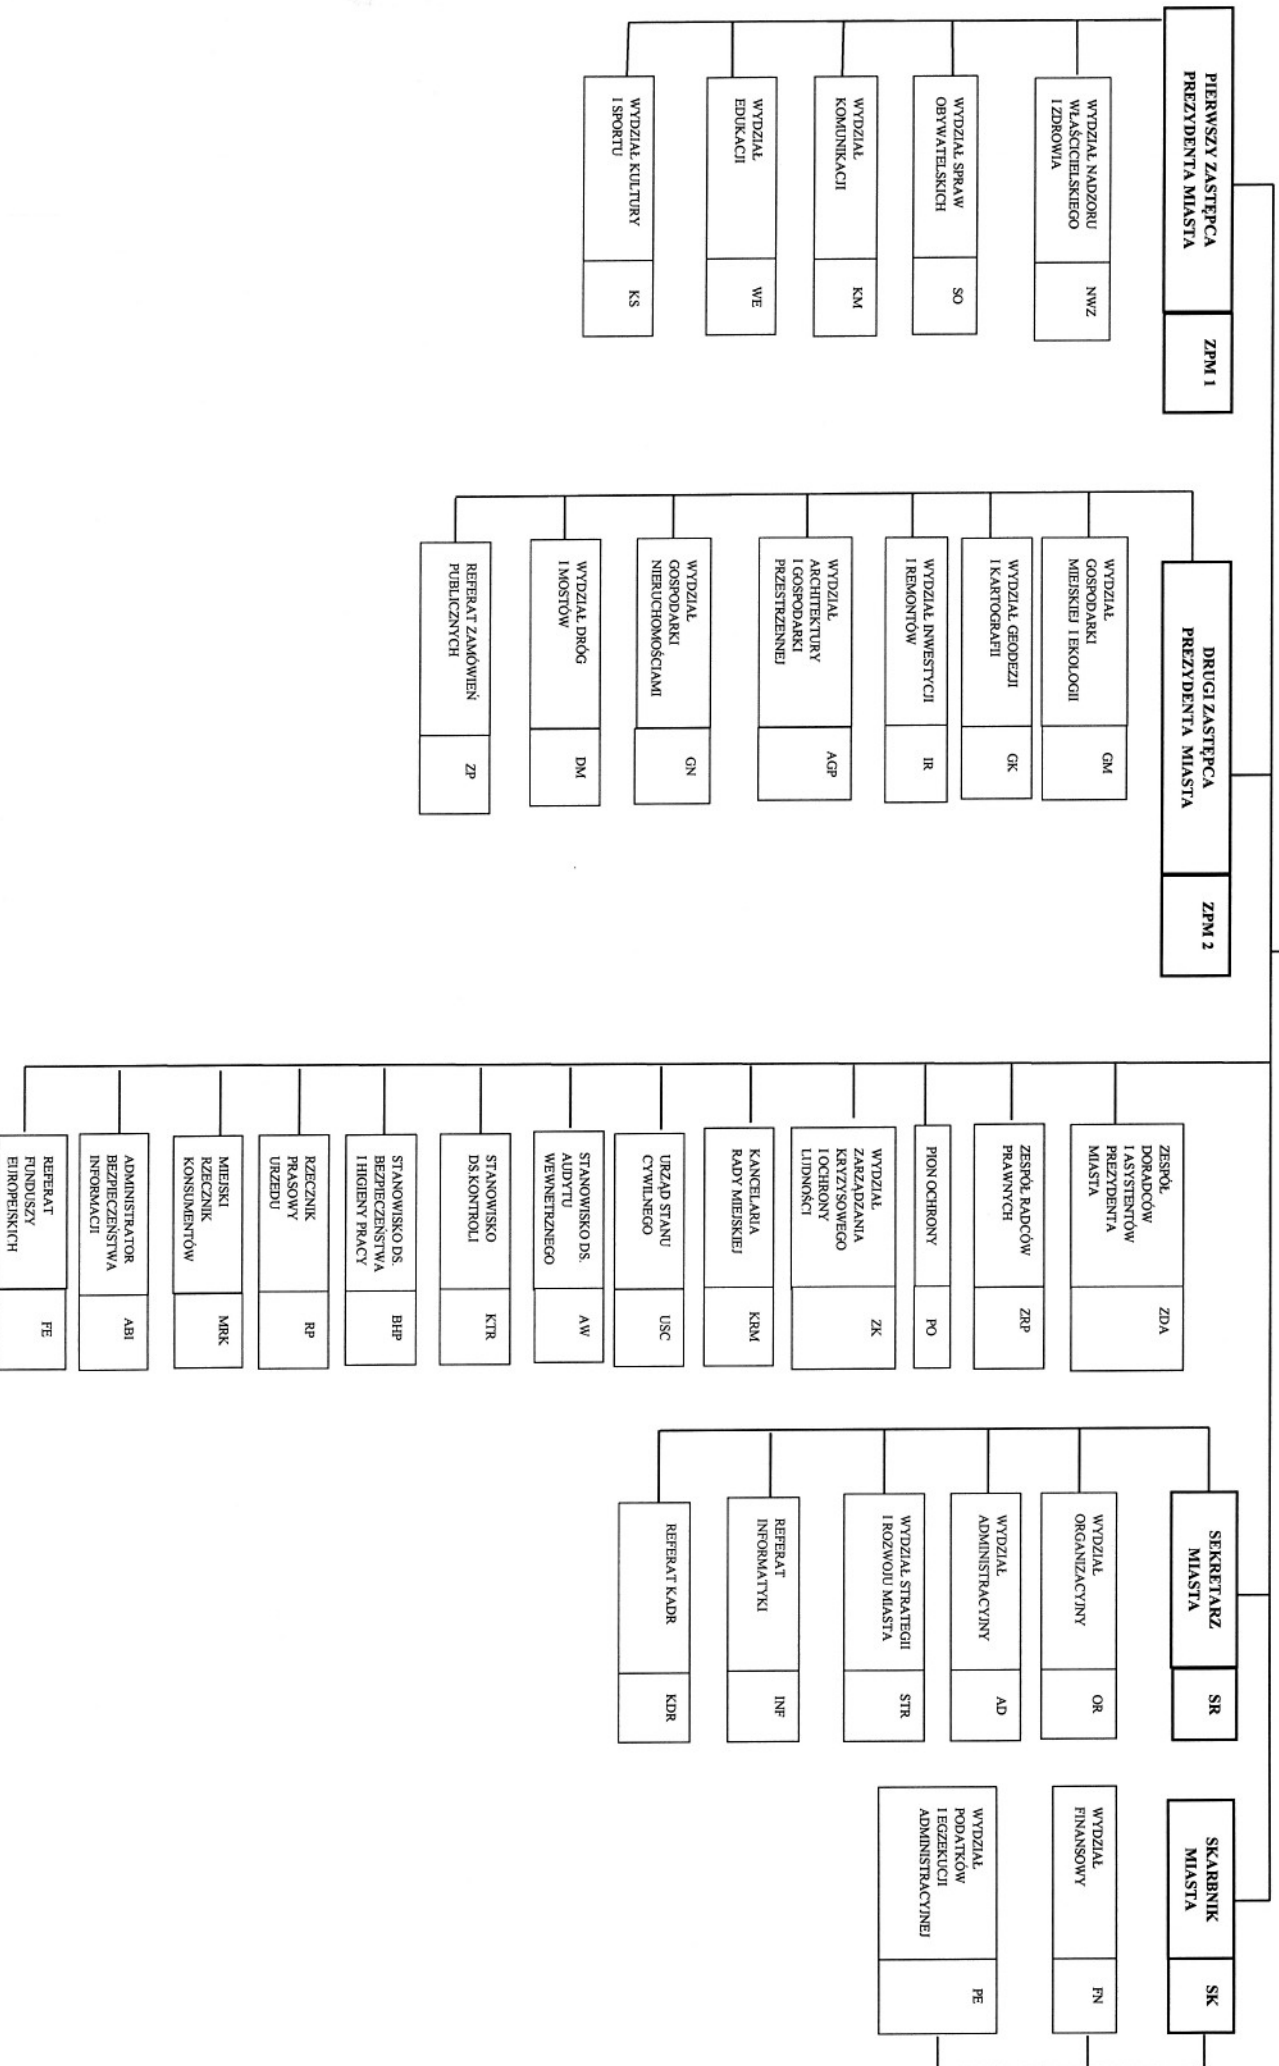 PIERWSZY ZASTĘPCA
PREZYDENTA MIASTA
ZPM 1
WYDZIAŁ NADZORU
WŁAŚCICIELSKIEGO
I ZDROWIA
NWZ
WYDZIAŁ SPRAW
OBYWATELSKICH
SO
WYDZIAŁ
KOMUNIKACJI
KM
WYDZIAŁ
EDUKACJI
WE
WYDZIAŁ KULTURY
I SPORTU
KS
DRUGI ZASTĘPCA
PREZYDENTA MIASTA
ZPM 2
WYDZIAŁ
GOSPODARKI
MIEJSKIEJ I EKOLOGII
GM
WYDZIAŁ GEODEZJI
I KARTOGRAFII
GK
WYDZIAŁ INWESTYCJI
I REMONTÓW
IR
WYDZIAŁ
ARCHITEKTURY
I GOSPODARKI
PRZESTRZENNEJ
AGP
WYDZIAŁ
GOSPODARKI
NIERUCHOMOŚCIAMI
GN
WYDZIAŁ DRÓG
I MOSTÓW
DM
REFERAT ZAMÓWIEŃ
PUBLICZNYCH
ZP
ZESPÓŁ
DORADCÓW
I ASYSTENTÓW
PREZYDENTA
MIASTA
ZDA
ZESPÓŁ RADCÓW
PRAWNYCH
ZRP
PION OCHRONY
PO
WYDZIAŁ
ZARZĄDZANIA
KRYZYSOWEGO
I OCHRONY
LUDNOŚCI
ZK
KANCELARIA
RADY MIEJSKIEJ
KRM
URZĄD STANU
CYWILNEGO
USC
STANOWISKO DS.
AUDYTU
WEWNETRZNEGO
AW
STANOWISKO
DS.KONTROLI
KTR
STANOWISKO DS.
BEZPIECZEŃSTWA
I HIGIENY PRACY
BHP
RZECZNIK
PRASOWY
URZEDU
RP
MIEJSKI
RZECZNIK
KONSUMENTÓW
MRK
ADMINISTRATOR
BEZPIECZEŃSTWA
INFORMACJI
ABI
REFERAT
FUNDUSZY
EUROPEJSKICH
FE
SEKRETARZ
MIASTA
SR
WYDZIAŁ
ORGANIZACYJNY
OR
WYDZIAŁ
ADMINISTRACYJNY
AD
WYDZIAŁ STRATEGII
I ROZWOJU MIASTA
STR
REFERAT
INFORMATYKI
INF
REFERAT KADR
KDR
SKARBNIK
MIASTA
SK
WYDZIAŁ
FINANSOWY
FN
WYDZIAŁ
PODATKÓW
I EGZEKUCJI
ADMINISTRACYJNEJ
PE